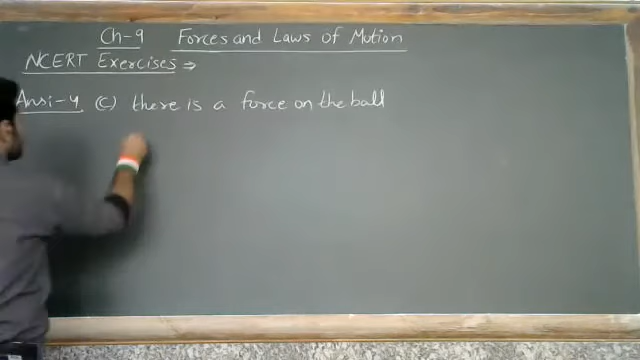 Ch-9 Forces and Laws of Motion
NCERT Exercises ⇒
Ans:-4. (C) there is a force on the ball